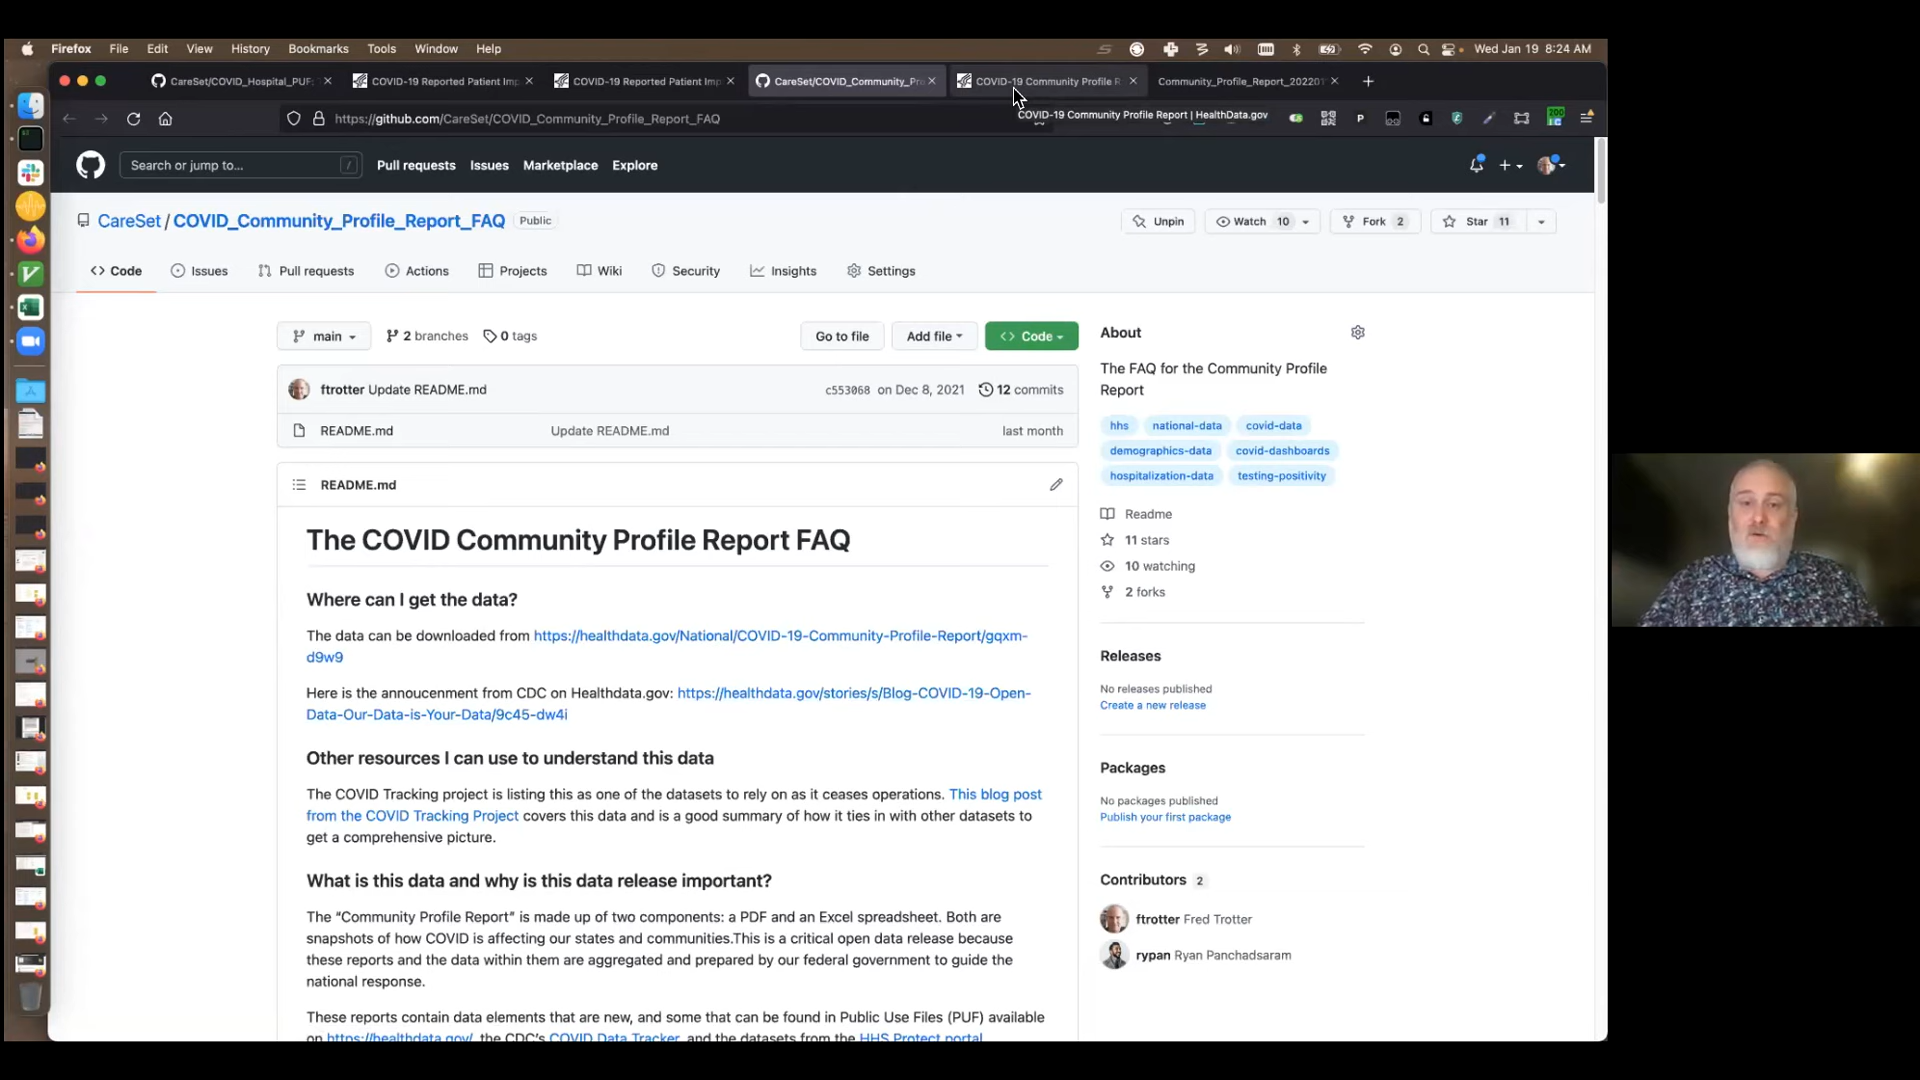 Firefox File Edit View History Bookmarks Tools Window Help
Wed Jan 19 8:24 AM
CareSet/COVID_Hospital_PUF:
COVID-19 Reported Patient Imp
COVID-19 Reported Patient Imp
CareSet/COVID_Community_Pr
COVID-19 Community Profile R
Community_Profile_Report_202201
https://github.com/CareSet/COVID_Community_Profile_Report_FAQ
COVID-19 Community Profile Report | HealthData.gov
Search or jump to... /
Pull requests Issues Marketplace Explore
CareSet / COVID_Community_Profile_Report_FAQ Public
Unpin Watch 10 Fork 2 Star 11
Code Issues Pull requests Actions Projects Wiki Security Insights Settings
main 2 branches 0 tags
Go to file Add file Code
ftrotter Update README.md c553068 on Dec 8, 2021 12 commits
README.md Update README.md last month
README.md
The COVID Community Profile Report FAQ
Where can I get the data?
The data can be downloaded from https://healthdata.gov/National/COVID-19-Community-Profile-Report/gqxm-
d9w9
Here is the annoucenment from CDC on Healthdata.gov: https://healthdata.gov/stories/s/Blog-COVID-19-Open-
Data-Our-Data-is-Your-Data/9c45-dw4i
Other resources I can use to understand this data
The COVID Tracking project is listing this as one of the datasets to rely on as it ceases operations. This blog post
from the COVID Tracking Project covers this data and is a good summary of how it ties in with other datasets to
get a comprehensive picture.
What is this data and why is this data release important?
The “Community Profile Report” is made up of two components: a PDF and an Excel spreadsheet. Both are
snapshots of how COVID is affecting our states and communities.This is a critical open data release because
these reports and the data within them are aggregated and prepared by our federal government to guide the
national response.
These reports contain data elements that are new, and some that can be found in Public Use Files (PUF) available
on https://healthdata.gov/, the CDC's COVID Data Tracker, and the datasets from the HHS Protect portal
About
The FAQ for the Community Profile
Report
hhs national-data covid-data
demographics-data covid-dashboards
hospitalization-data testing-positivity
Readme
11 stars
10 watching
2 forks
Releases
No releases published
Create a new release
Packages
No packages published
Publish your first package
Contributors 2
ftrotter Fred Trotter
rypan Ryan Panchadsaram